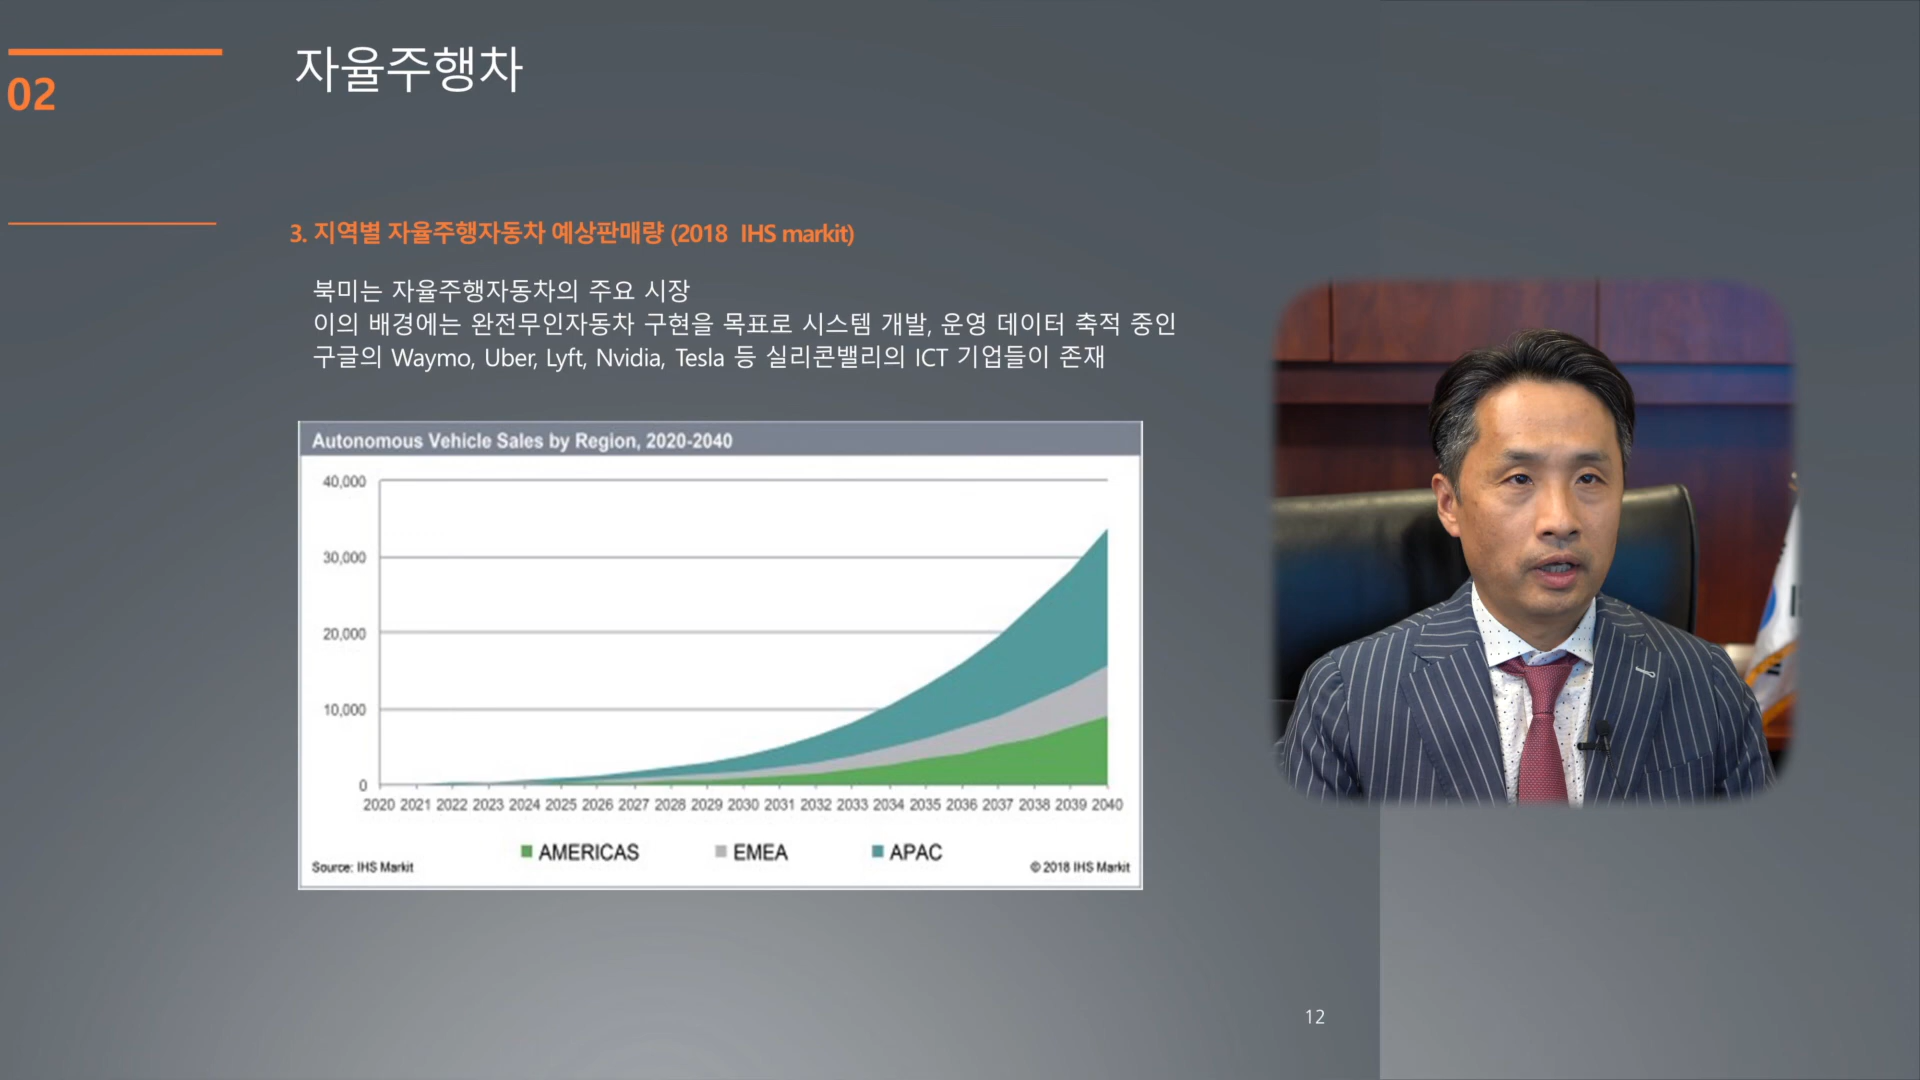 02
자율주행차
3. 지역별 자율주행자동차 예상판매량 (2018 IHS markit)
북미는 자율주행자동차의 주요 시장
이의 배경에는 완전무인자동차 구현을 목표로 시스템 개발, 운영 데이터 축적 중인
구글의 Waymo, Uber, Lyft, Nvidia, Tesla 등 실리콘밸리의 ICT 기업들이 존재
Autonomous Vehicle Sales by Region, 2020-2040
40,000
30,000
20,000
10,000
0
2020 2021 2022 2023 2024 2025 2026 2027 2028 2029 2030 2031 2032 2033 2034 2035 2036 2037 2038 2039 2040
AMERICAS EMEA APAC
Source: IHS Markit © 2018 IHS Markit
12